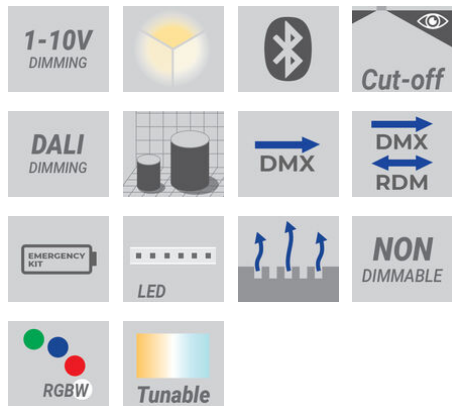 1-10V
DIMMING
Cut-off
DALI
DIMMING
DMX
DMX
RDM
EMERGENCY
KIT
LED
NON
DIMMABLE
RGBW
Tunable